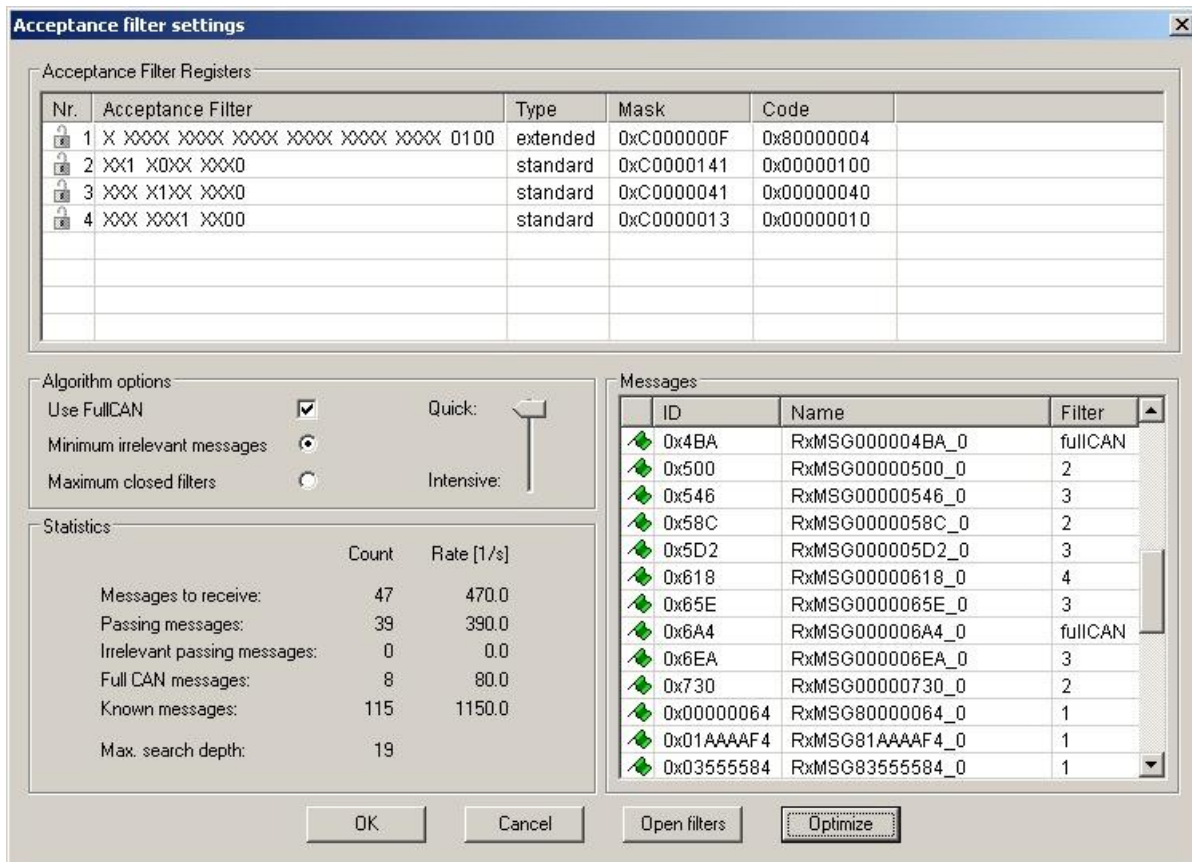 Acceptance filter settings
Acceptance Filter Registers
Nr. Acceptance Filter Type Mask Code
1 X XXXX XXXX XXXX XXXX XXXX XXXX 0100 extended 0xC000000F 0x80000004
2 XX1 X0XX XXX0 standard 0xC0000141 0x00000100
3 XXX X1XX XXX0 standard 0xC0000041 0x00000040
4 XXX XXX1 XX00 standard 0xC0000013 0x00000010
Algorithm options
Use FullCAN
Minimum irrelevant messages
Maximum closed filters
Quick:
Intensive:
Statistics
Count Rate [1/s]
Messages to receive: 47 470.0
Passing messages: 39 390.0
Irrelevant passing messages: 0 0.0
Full CAN messages: 8 80.0
Known messages: 115 1150.0
Max. search depth: 19
Messages
ID Name Filter
0x4BA RxMSG000004BA_0 fullCAN
0x500 RxMSG00000500_0 2
0x546 RxMSG00000546_0 3
0x58C RxMSG0000058C_0 2
0x5D2 RxMSG000005D2_0 3
0x618 RxMSG00000618_0 4
0x65E RxMSG0000065E_0 3
0x6A4 RxMSG000006A4_0 fullCAN
0x6EA RxMSG000006EA_0 3
0x730 RxMSG00000730_0 2
0x00000064 RxMSG80000064_0 1
0x01AAAAF4 RxMSG81AAAAF4_0 1
0x03555584 RxMSG83555584_0 1
OK Cancel Open filters Optimize